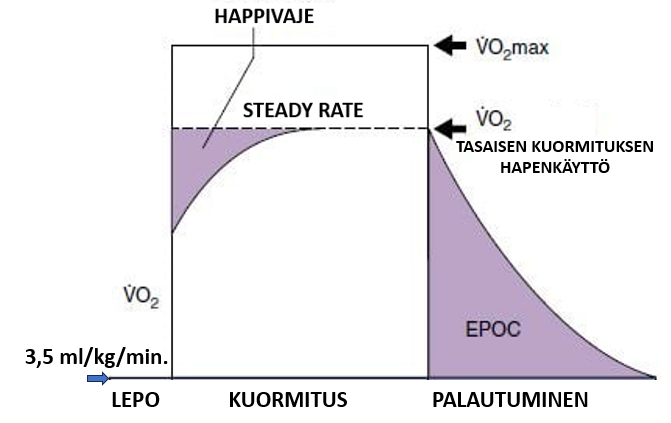 HAPPIVAJE
V̇O₂max
STEADY RATE
V̇O₂
TASAISEN KUORMITUKSEN
HAPENKÄYTTÖ
V̇O₂
EPOC
3,5 ml/kg/min.
LEPO
KUORMITUS
PALAUTUMINEN